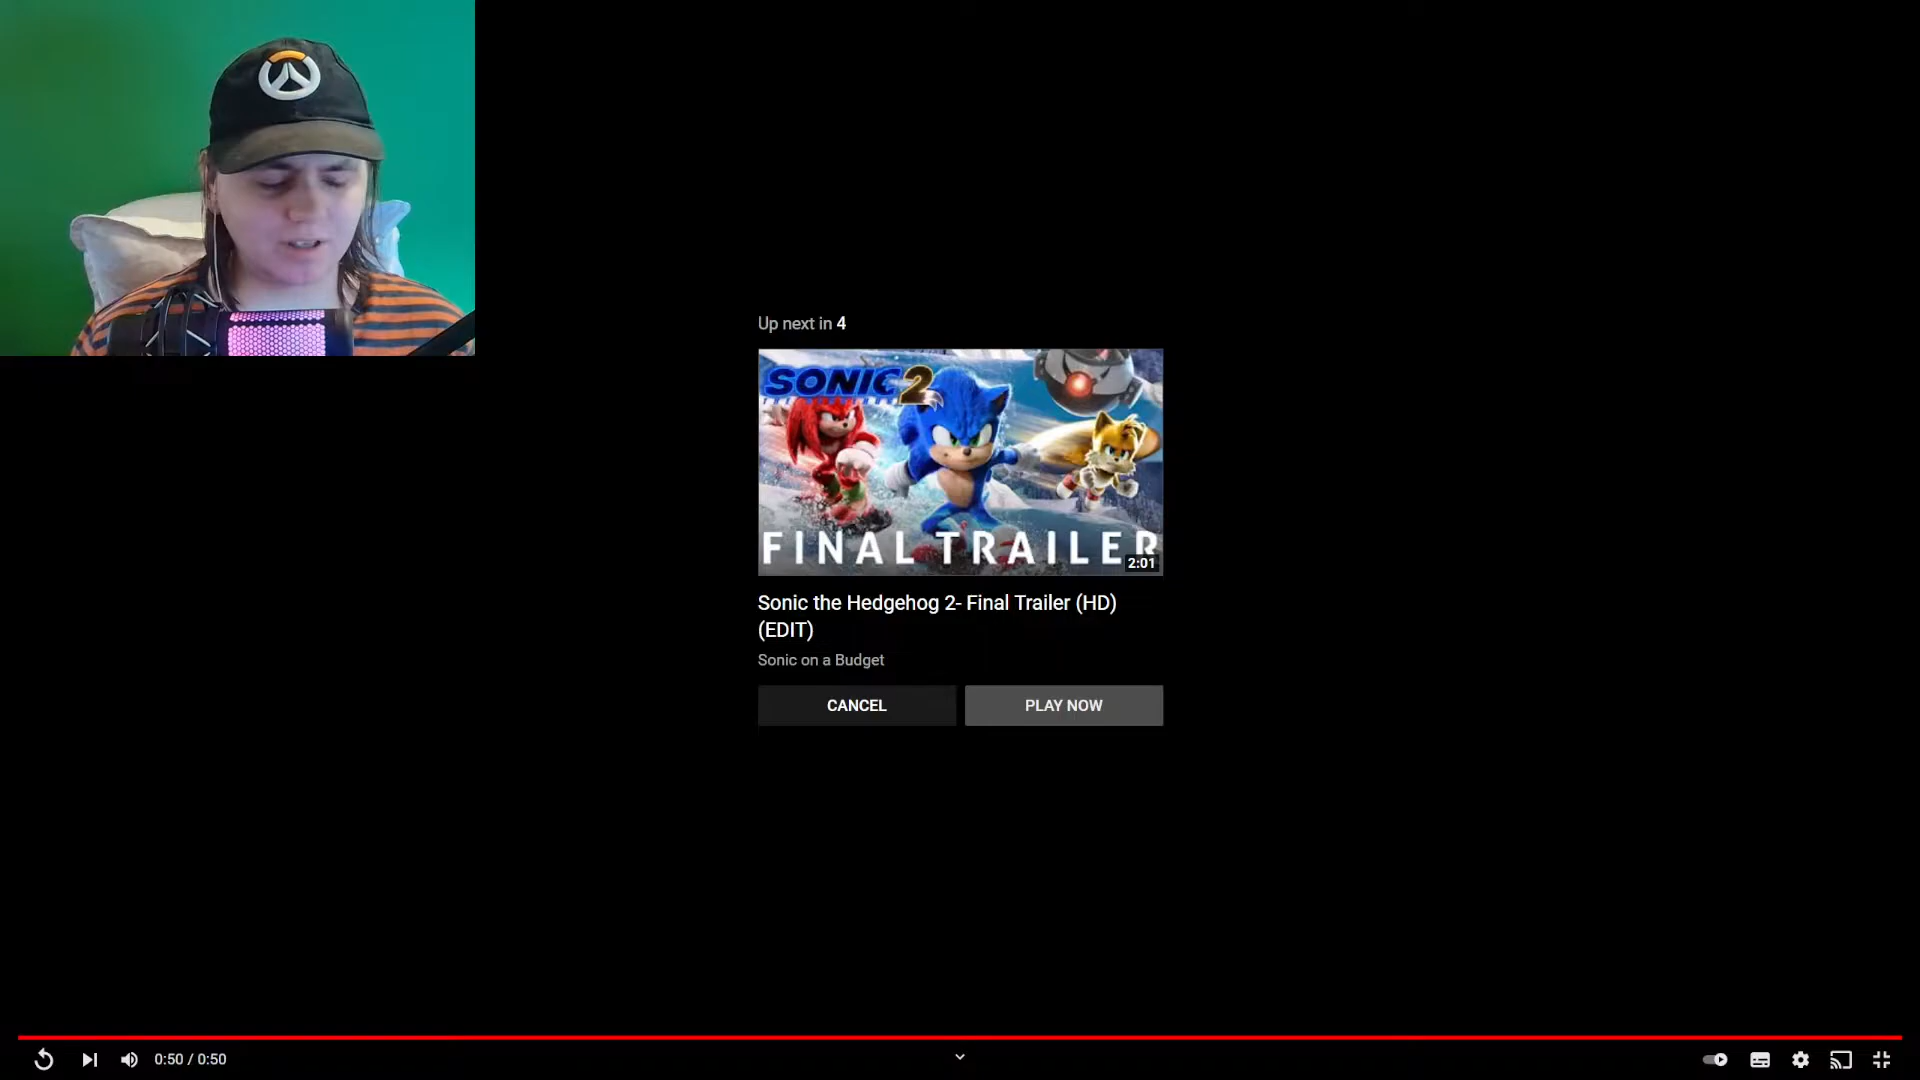 Up next in 4
SONIC 2
FINAL TRAILER
2:01
Sonic the Hedgehog 2- Final Trailer (HD)
(EDIT)
Sonic on a Budget
CANCEL
PLAY NOW
0:50 / 0:50